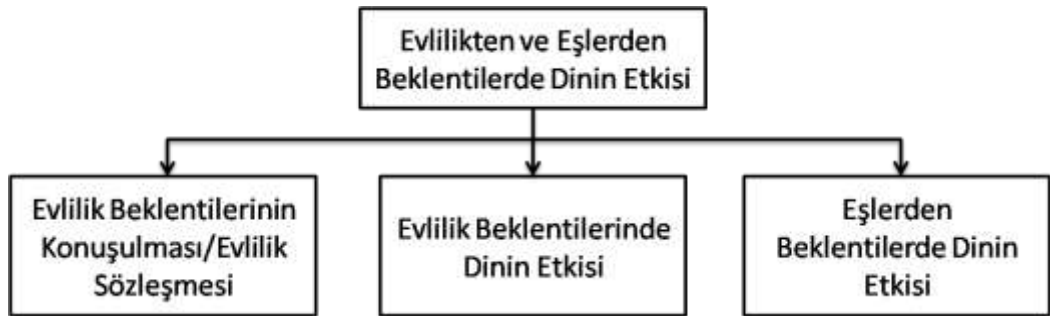 Evlilikten ve Eşlerden
Beklentilerde Dinin Etkisi
Evlilik Beklentilerinin
Konuşulması/Evlilik
Sözleşmesi
Evlilik Beklentilerinde
Dinin Etkisi
Eşlerden
Beklentilerde Dinin
Etkisi